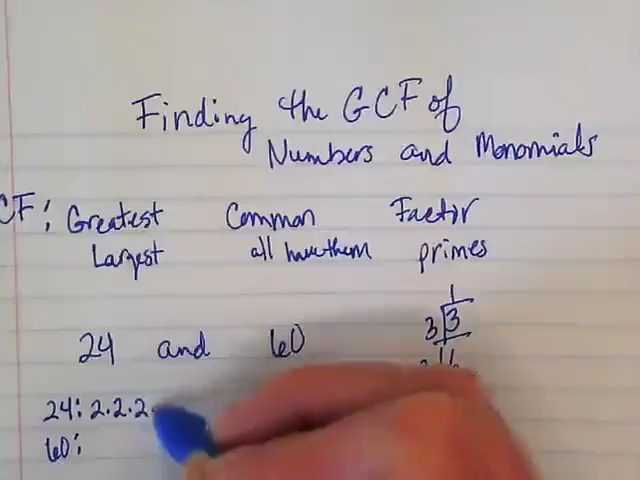 Finding the GCF of
Numbers and Monomials
CF: Greatest Common Factor
Largest all have them primes
1
3 3
24 and 60
24: 2·2·2·
60: